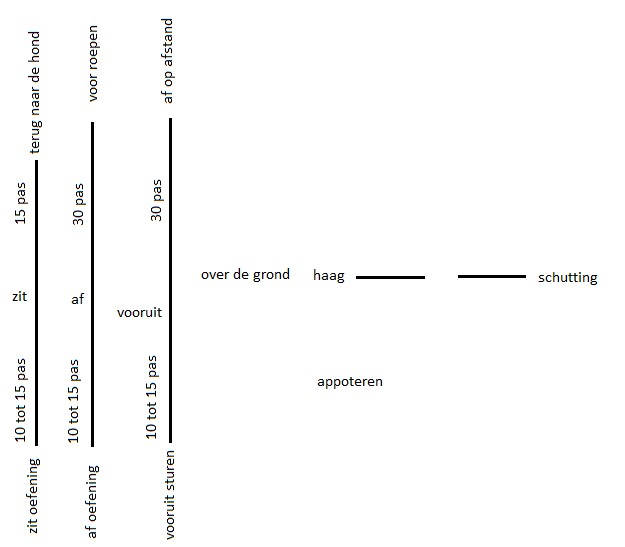 terug naar de hond
15 pas
zit
10 tot 15 pas
zit oefening
voor roepen
30 pas
af
10 tot 15 pas
af oefening
af op afstand
30 pas
vooruit
10 tot 15 pas
vooruit sturen
over de grond
haag
schutting
appoteren